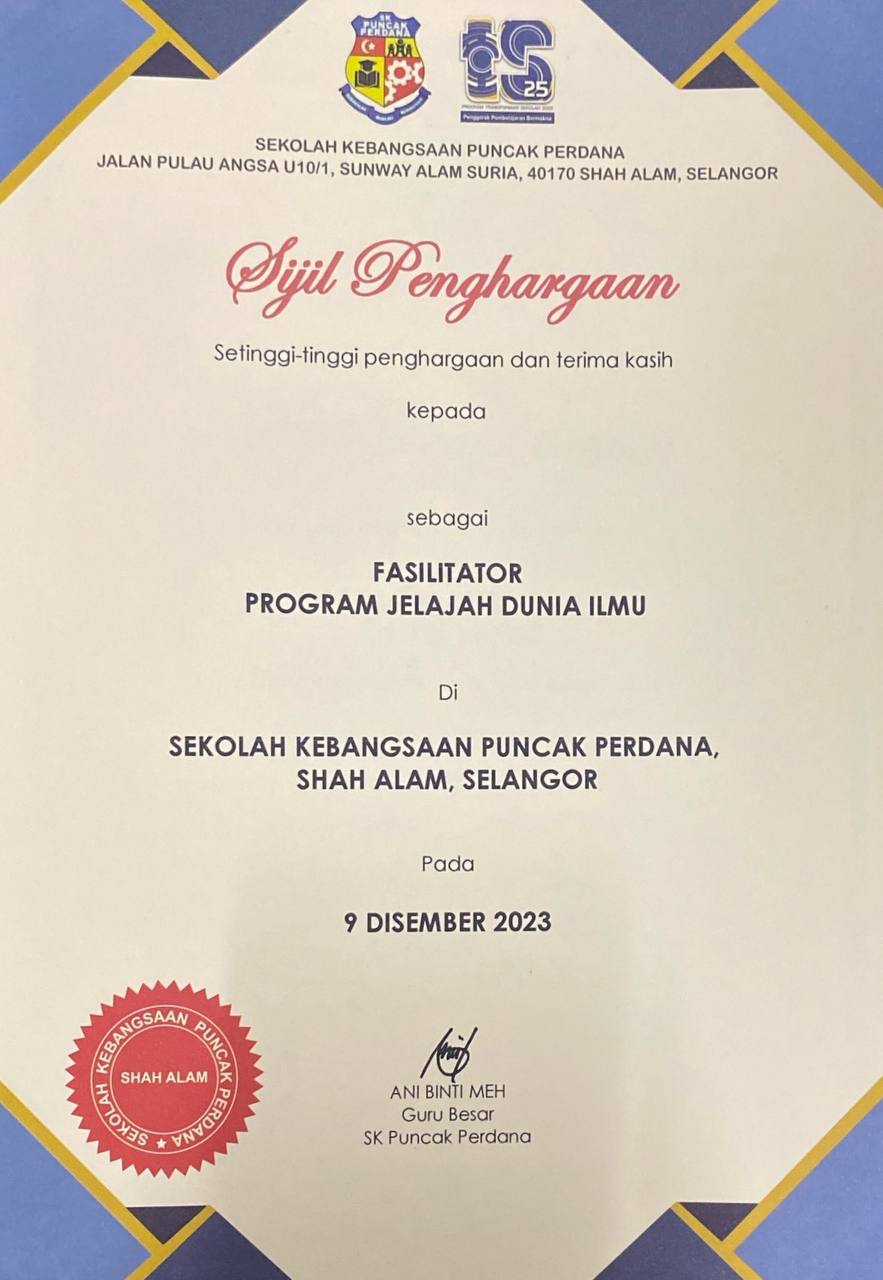 SK
PUNCAK
PERDANA
tS
25
PROGRAM TRANSFORMASI SEKOLAH 2025
Penggerak Pembelajaran Bermakna
SEKOLAH KEBANGSAAN PUNCAK PERDANA
JALAN PULAU ANGSA U10/1, SUNWAY ALAM SURIA, 40170 SHAH ALAM, SELANGOR
Sijil Penghargaan
Setinggi-tinggi penghargaan dan terima kasih
kepada
sebagai
FASILITATOR
PROGRAM JELAJAH DUNIA ILMU
Di
SEKOLAH KEBANGSAAN PUNCAK PERDANA,
SHAH ALAM, SELANGOR
Pada
9 DISEMBER 2023
SEKOLAH KEBANGSAAN PUNCAK PERDANA
SHAH ALAM
ANI BINTI MEH
Guru Besar
SK Puncak Perdana